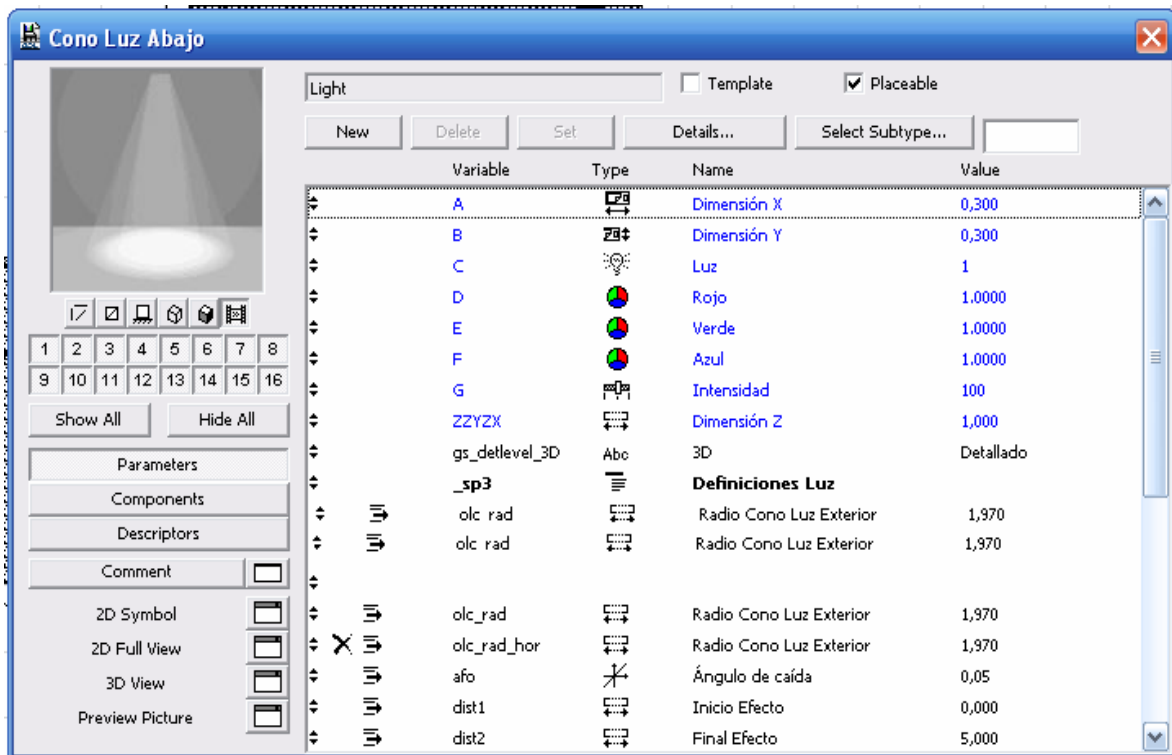 Cono Luz Abajo
Light Template Placeable
New Delete Set Details... Select Subtype...
Variable Type Name Value
A Dimensión X 0,300
B Dimensión Y 0,300
C Luz 1
D Rojo 1.0000
E Verde 1.0000
F Azul 1.0000
G Intensidad 100
ZZYZX Dimensión Z 1,000
gs_detlevel_3D Abc 3D Detallado
_sp3 Definiciones Luz
olc rad Radio Cono Luz Exterior 1,970
olc rad Radio Cono Luz Exterior 1,970
olc_rad Radio Cono Luz Exterior 1,970
olc_rad_hor Radio Cono Luz Exterior 1,970
afo Ángulo de caída 0,05
dist1 Inicio Efecto 0,000
dist2 Final Efecto 5,000
1 2 3 4 5 6 7 8
9 10 11 12 13 14 15 16
Show All Hide All
Parameters
Components
Descriptors
Comment
2D Symbol
2D Full View
3D View
Preview Picture